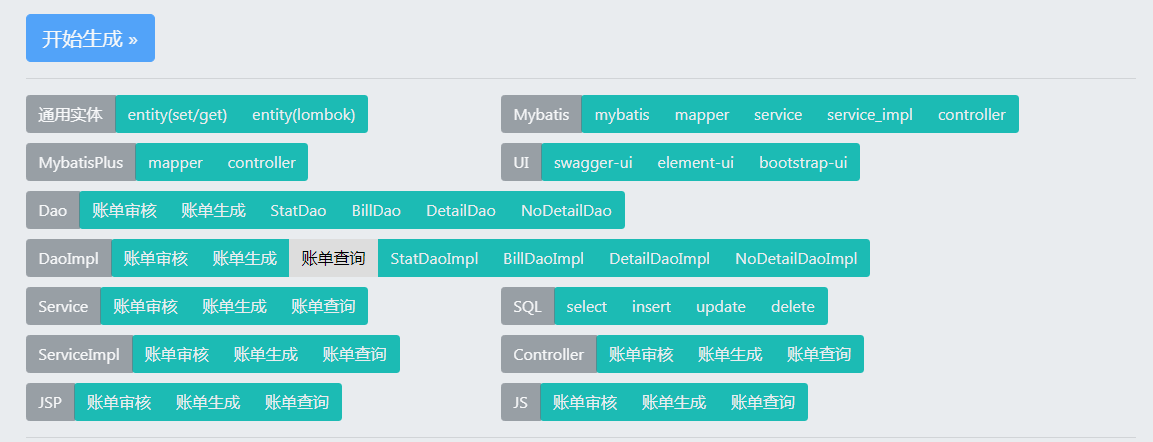 开始生成 »
通用实体 entity(set/get) entity(lombok) Mybatis mybatis mapper service service_impl controller
MybatisPlus mapper controller UI swagger-ui element-ui bootstrap-ui
Dao 账单审核 账单生成 StatDao BillDao DetailDao NoDetailDao
DaoImpl 账单审核 账单生成 账单查询 StatDaoImpl BillDaoImpl DetailDaoImpl NoDetailDaoImpl
Service 账单审核 账单生成 账单查询 SQL select insert update delete
ServiceImpl 账单审核 账单生成 账单查询 Controller 账单审核 账单生成 账单查询
JSP 账单审核 账单生成 账单查询 JS 账单审核 账单生成 账单查询